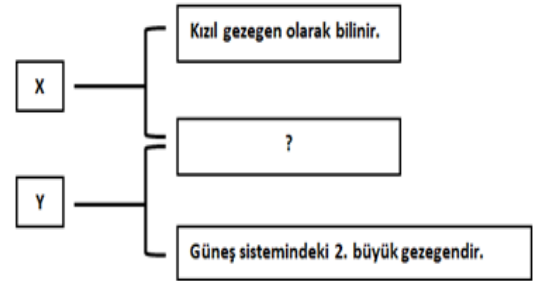 Kızıl gezegen olarak bilinir.
X
?
Y
Güneş sistemindeki 2. büyük gezegendir.